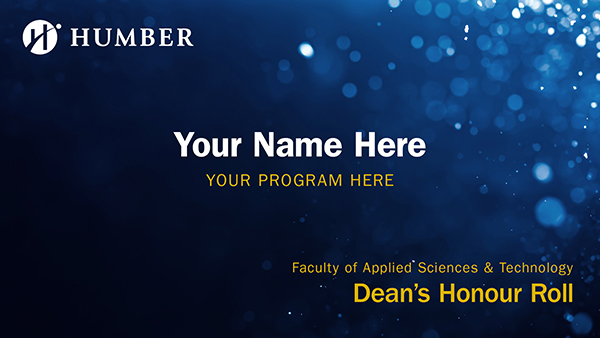 HUMBER
Your Name Here
YOUR PROGRAM HERE
Faculty of Applied Sciences & Technology
Dean's Honour Roll